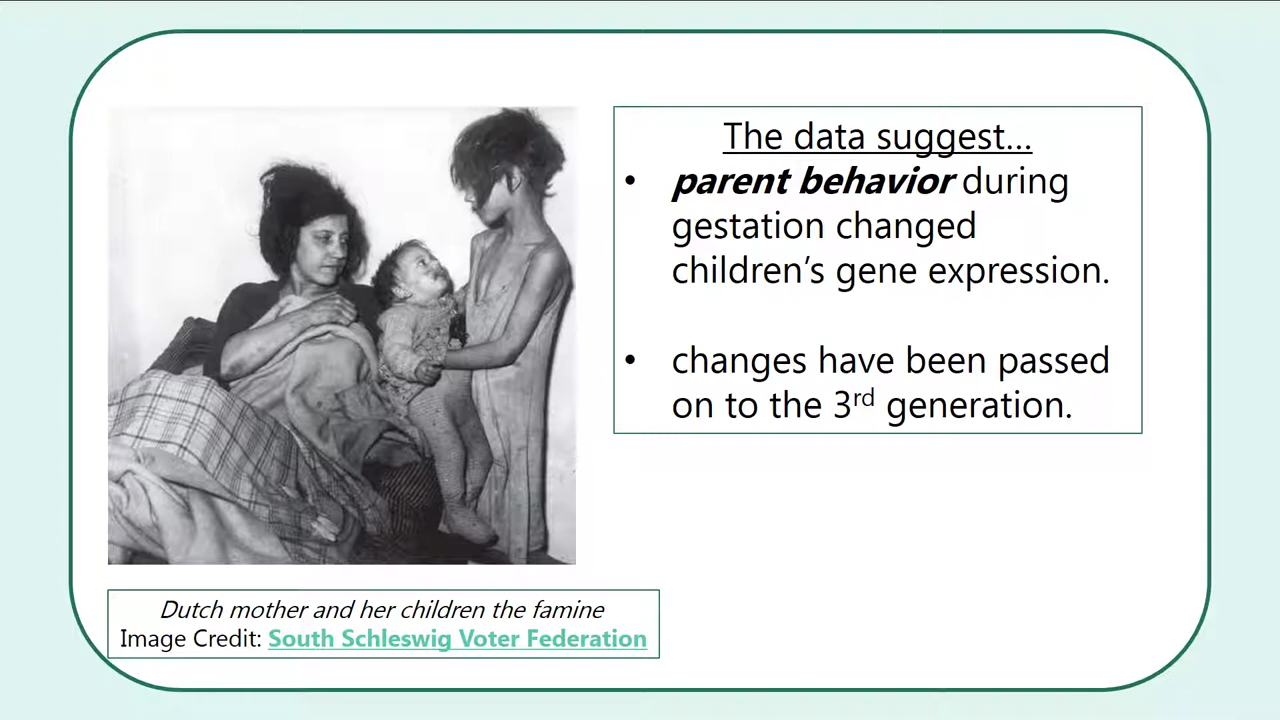 The data suggest...
• parent behavior during
gestation changed
children's gene expression.
• changes have been passed
on to the 3rd generation.
Dutch mother and her children the famine
Image Credit: South Schleswig Voter Federation